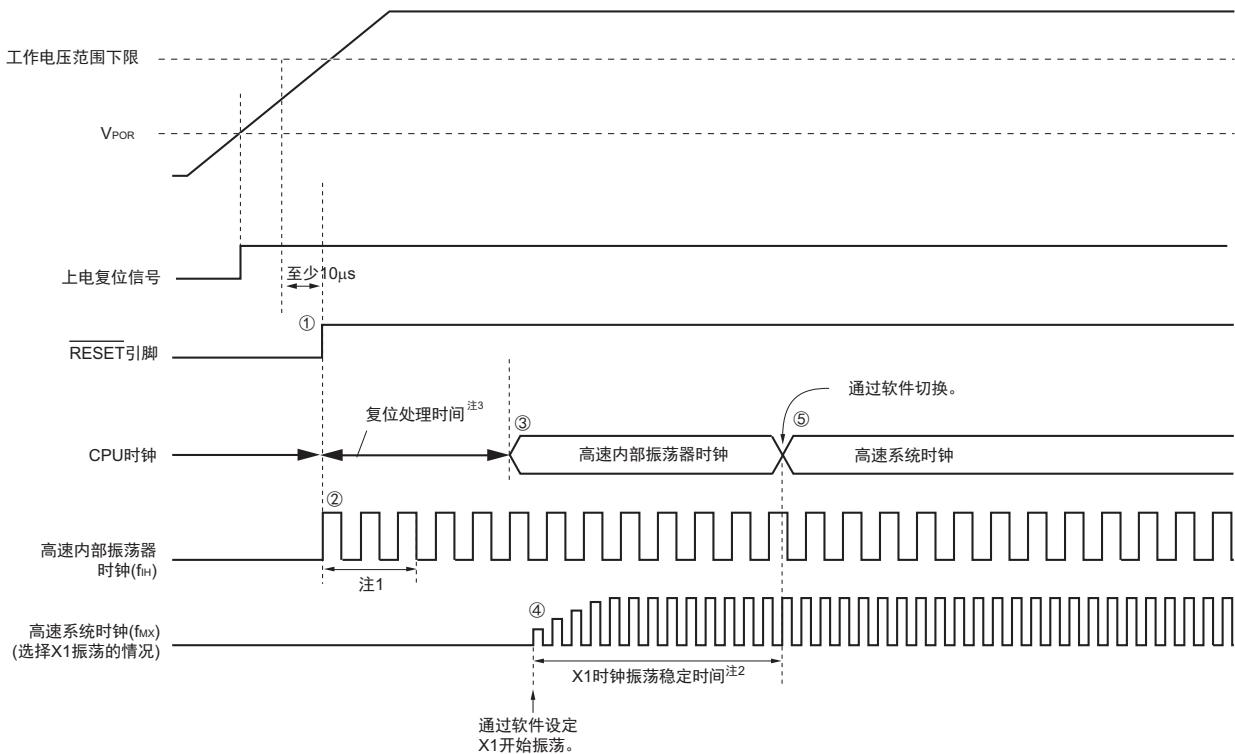 工作电压范围下限
VPOR
上电复位信号
至少10μs
①
RESET引脚
通过软件切换。
复位处理时间注3
③
⑤
CPU时钟
高速内部振荡器时钟
高速系统时钟
②
高速内部振荡器
时钟(fIH)
注1
④
高速系统时钟(fMX)
(选择X1振荡的情况)
X1时钟振荡稳定时间注2
通过软件设定
X1开始振荡。